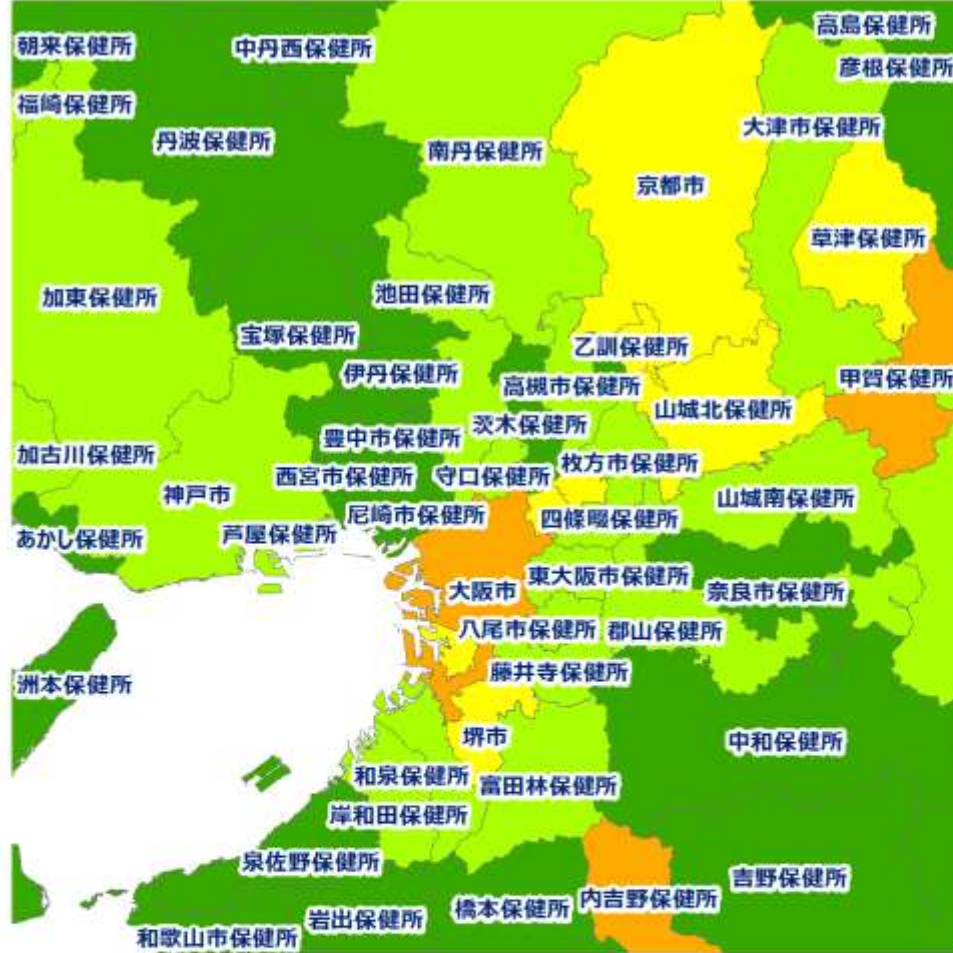 高島保健所
朝来保健所
中丹西保健所
彦根保健所
福崎保健所
大津市保健所
丹波保健所
南丹保健所
京都市
草津保健所
加東保健所
池田保健所
宝塚保健所
乙訓保健所
伊丹保健所
高槻市保健所
甲賀保健所
山城北保健所
茨木保健所
豊中市保健所
加古川保健所
枚方市保健所
西宮市保健所
守口保健所
神戸市
山城南保健所
尼崎市保健所
四條畷保健所
あかし保健所
芦屋保健所
東大阪市保健所
大阪市
奈良市保健所
八尾市保健所
郡山保健所
藤井寺保健所
洲本保健所
堺市
中和保健所
和泉保健所
富田林保健所
岸和田保健所
泉佐野保健所
吉野保健所
内吉野保健所
橋本保健所
岩出保健所
和歌山市保健所